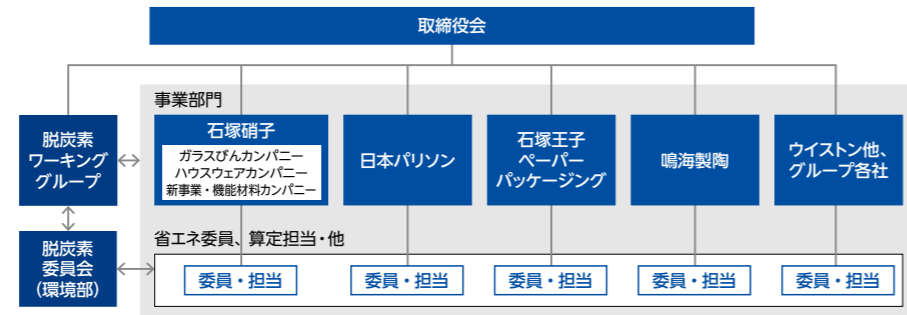 取締役会
事業部門
脱炭素
ワーキング
グループ
石塚硝子
ガラスびんカンパニー
ハウスウェアカンパニー
新事業・機能材料カンパニー
日本パリソン
石塚王子
ペーパー
パッケージング
鳴海製陶
ウイストン他、
グループ各社
脱炭素
委員会
(環境部)
省エネ委員、算定担当・他
委員・担当
委員・担当
委員・担当
委員・担当
委員・担当